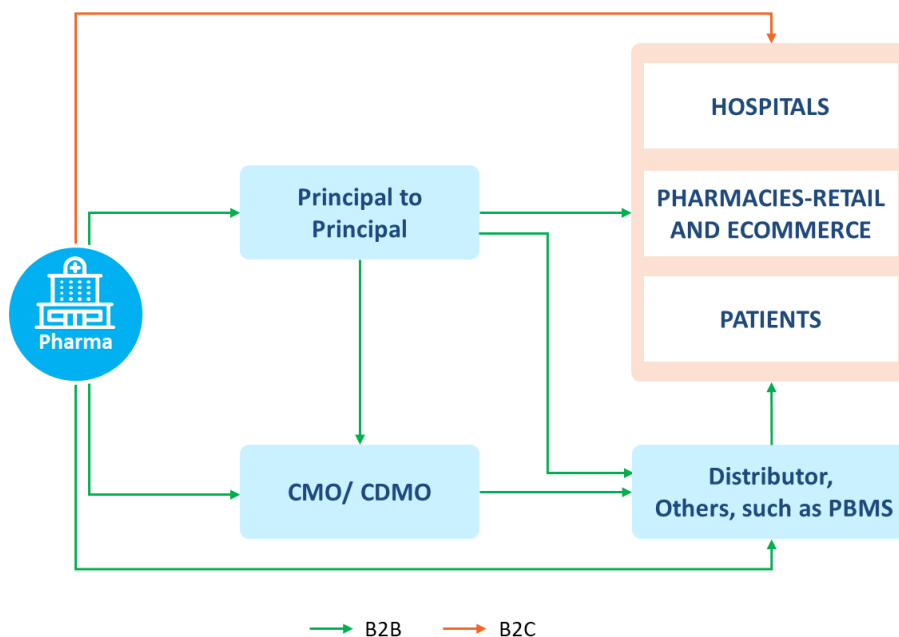 HOSPITALS
Principal to
Principal
PHARMACIES-RETAIL
AND ECOMMERCE
Pharma
PATIENTS
CMO/ CDMO
Distributor,
Others, such as PBMS
B2B
B2C